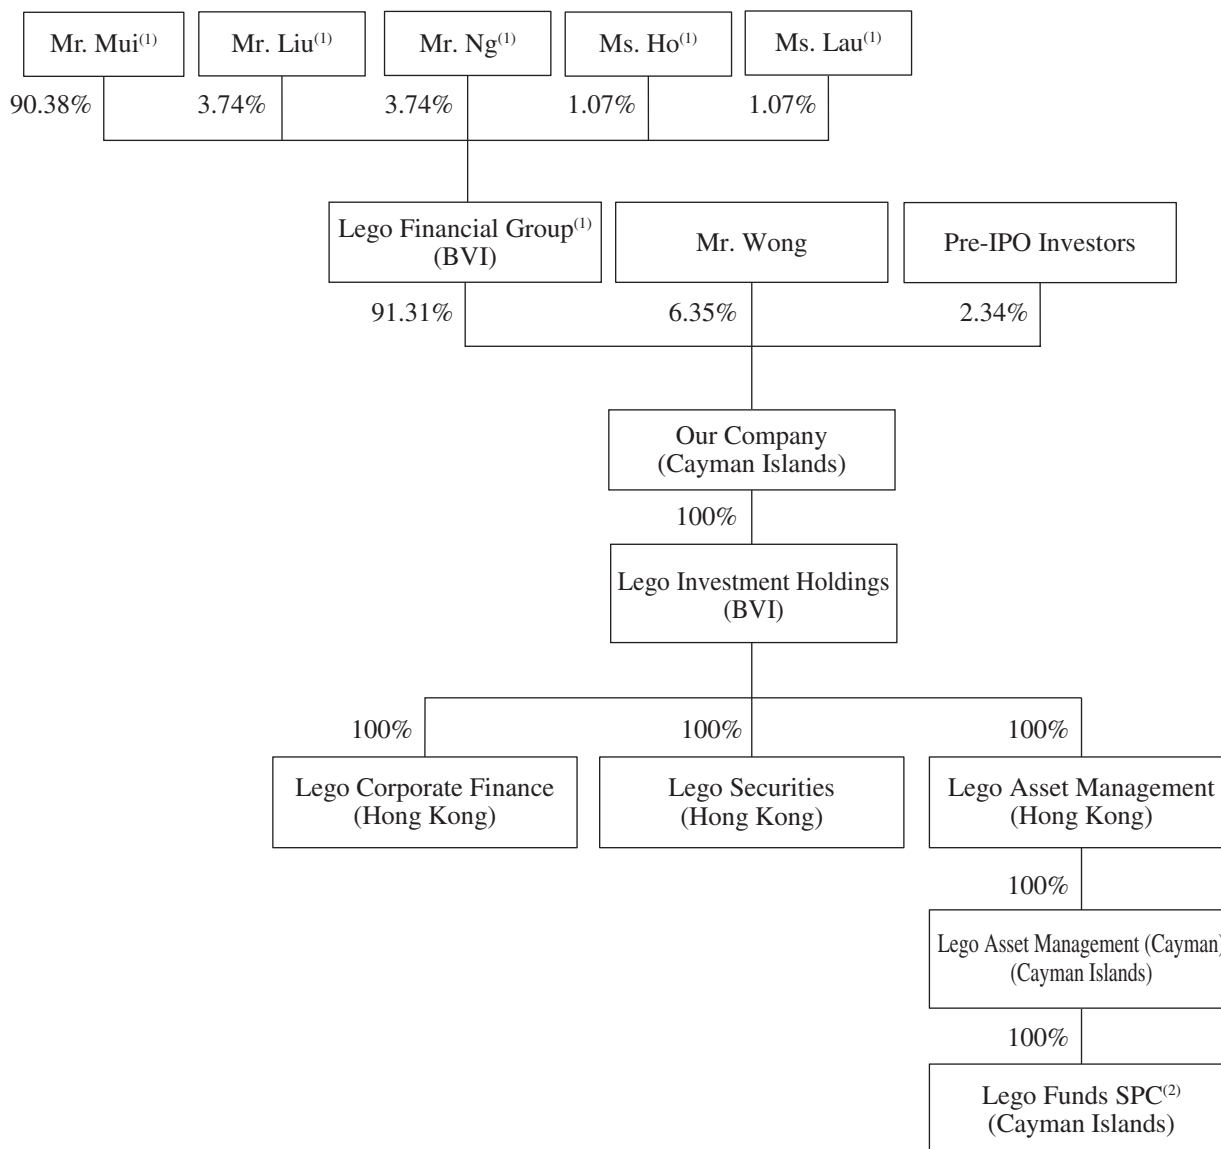 Mr. Mui(1)
Mr. Liu(1)
Mr. Ng(1)
Ms. Ho(1)
Ms. Lau(1)
90.38%
3.74%
3.74%
1.07%
1.07%
Lego Financial Group(1)
(BVI)
Mr. Wong
Pre-IPO Investors
91.31%
6.35%
2.34%
Our Company
(Cayman Islands)
100%
Lego Investment Holdings
(BVI)
100%
100%
100%
Lego Corporate Finance
(Hong Kong)
Lego Securities
(Hong Kong)
Lego Asset Management
(Hong Kong)
100%
Lego Asset Management (Cayman)
(Cayman Islands)
100%
Lego Funds SPC(2)
(Cayman Islands)